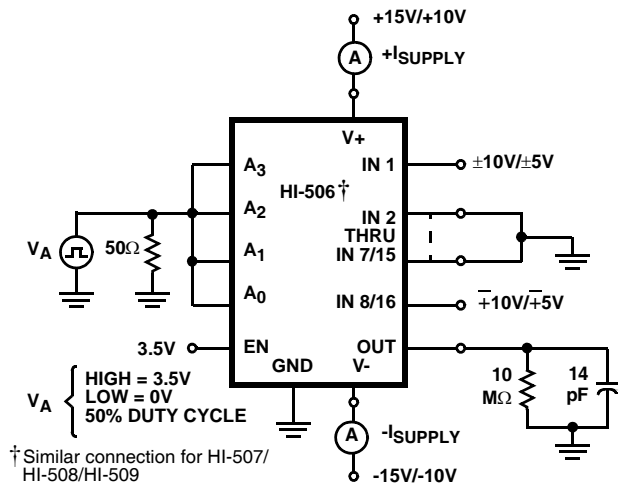 +15V/+10V
A
+ISUPPLY
V+
A3
IN 1
±10V/±5V
HI-506†
A2
IN 2
THRU
VA
50Ω
A1
IN 7/15
A0
IN 8/16
∓10V/∓5V
3.5V
EN
OUT
GND
V-
VA
HIGH = 3.5V
LOW = 0V
50% DUTY CYCLE
10
MΩ
14
pF
A
-ISUPPLY
†Similar connection for HI-507/
HI-508/HI-509
-15V/-10V